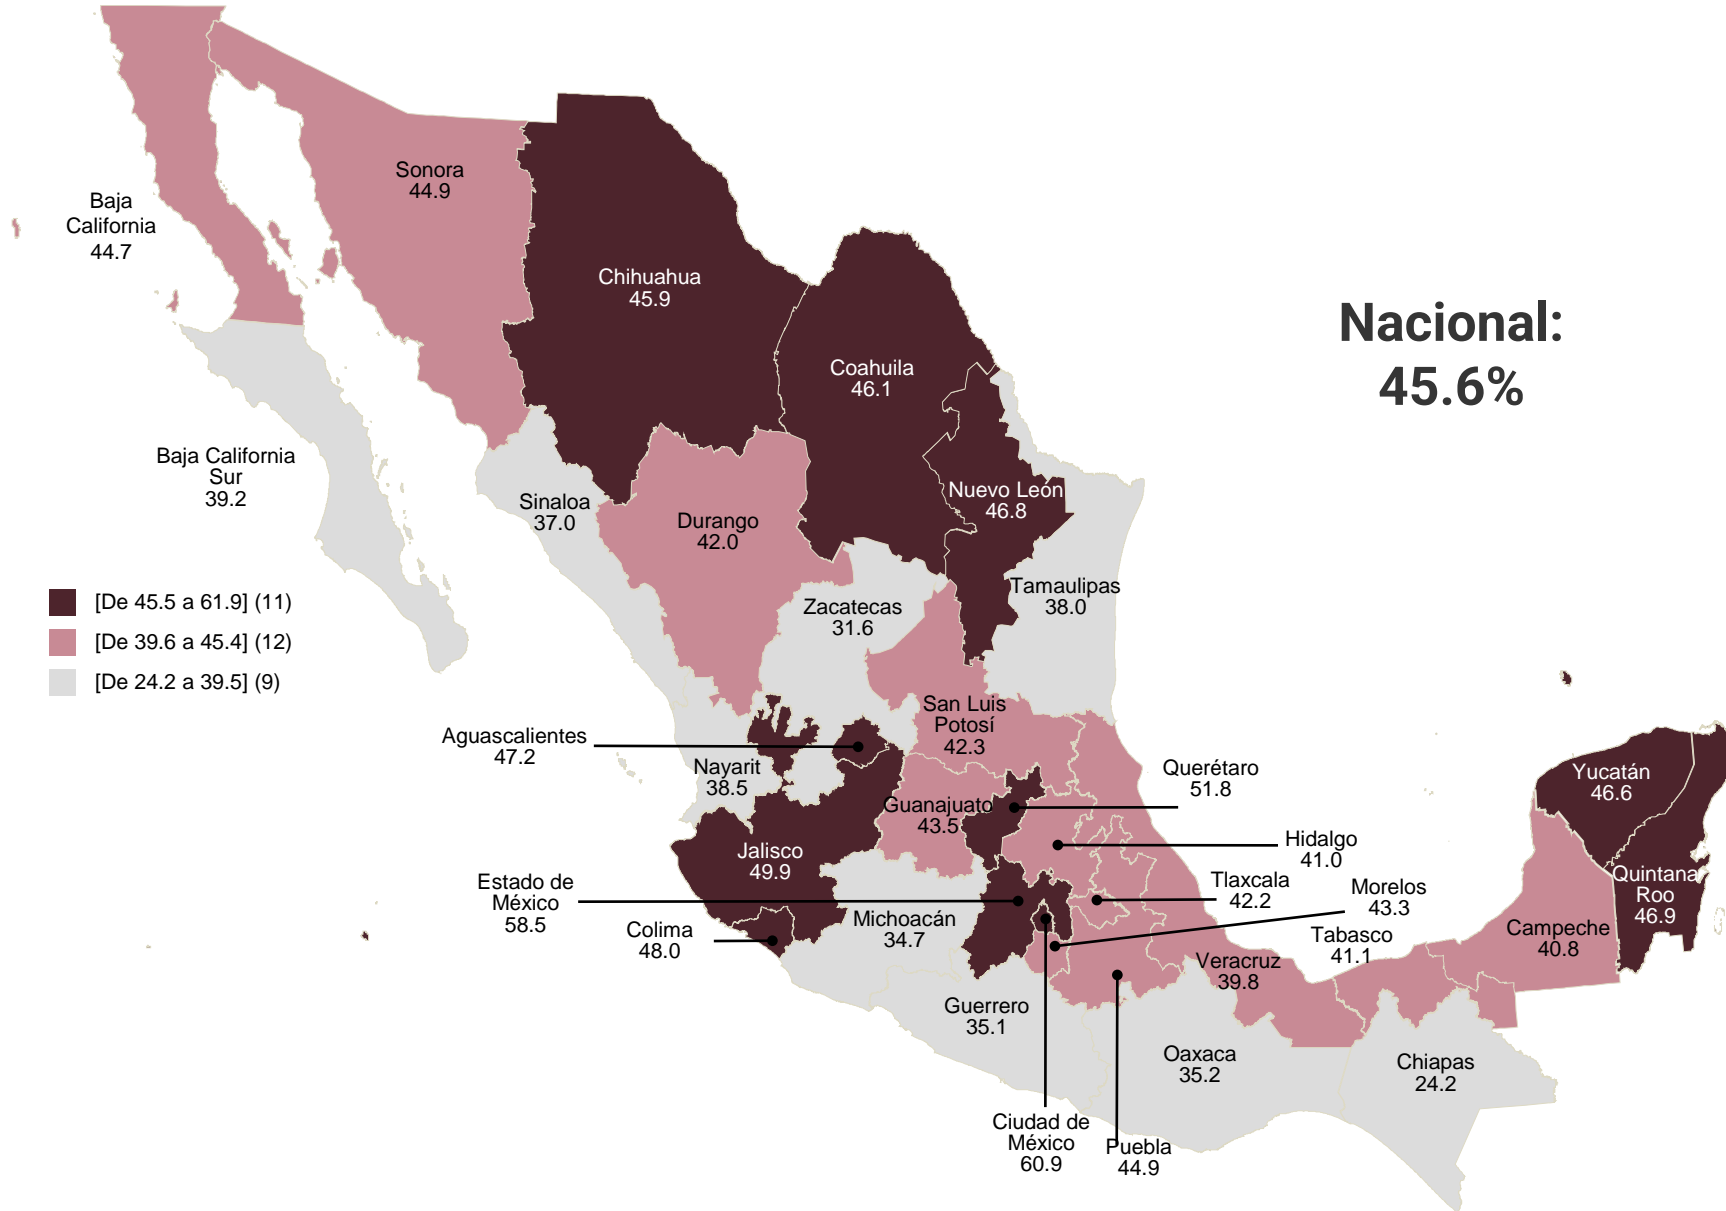 Sonora
44.9
Baja
California
44.7
Chihuahua
45.9
Nacional:
45.6%
Coahuila
46.1
Baja California
Sur
39.2
Sinaloa
37.0
Durango
42.0
Nuevo León
46.8
[De 45.5 a 61.9] (11)
[De 39.6 a 45.4] (12)
[De 24.2 a 39.5] (9)
Zacatecas
31.6
Tamaulipas
38.0
San Luis
Potosí
42.3
Aguascalientes
47.2
Nayarit
38.5
Guanajuato
43.5
Querétaro
51.8
Yucatán
46.6
Jalisco
49.9
Hidalgo
41.0
Estado de
México
58.5
Colima
48.0
Michoacán
34.7
Tlaxcala
42.2
Morelos
43.3
Quintana
Roo
46.9
Tabasco
41.1
Campeche
40.8
Veracruz
39.8
Guerrero
35.1
Oaxaca
35.2
Chiapas
24.2
Ciudad de
México
60.9
Puebla
44.9